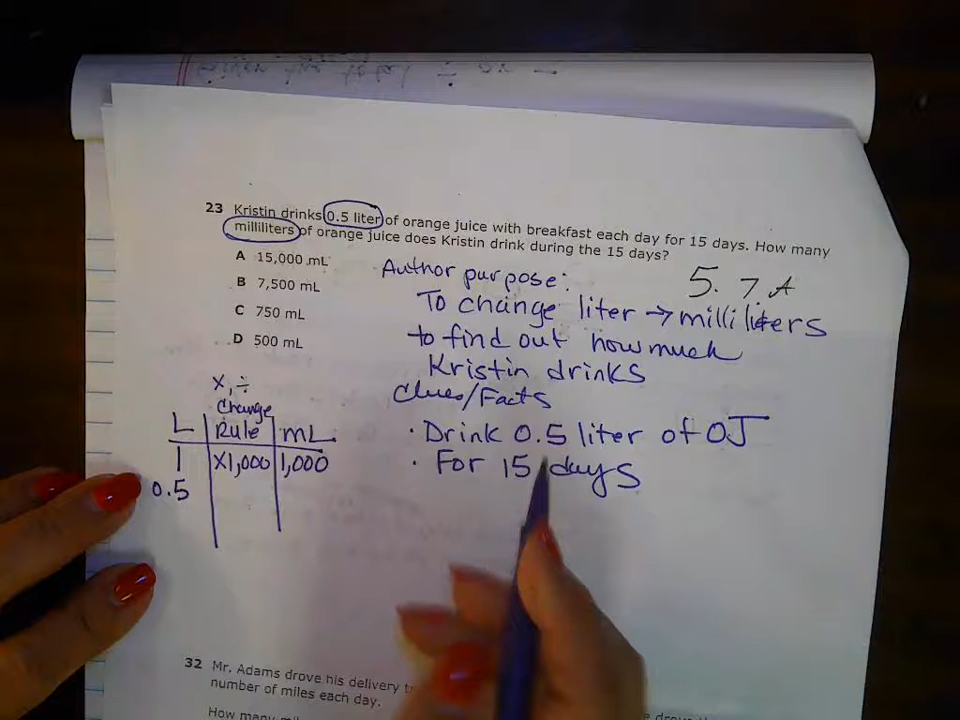 23 Kristin drinks 0.5 liter of orange juice with breakfast each day for 15 days. How many
milliliters of orange juice does Kristin drink during the 15 days?
A 15,000 mL
B 7,500 mL
C 750 mL
D 500 mL
Author purpose:
5.7A
To change liter → milliliters
to find out how much
Kristin drinks
Clues/Facts
· Drink 0.5 liter of OJ
· For 15 days
x, ÷
Change
L Rule mL
1 x1,000 1,000
0.5
32 Mr. Adams drove his delivery
number of miles each day.
How many